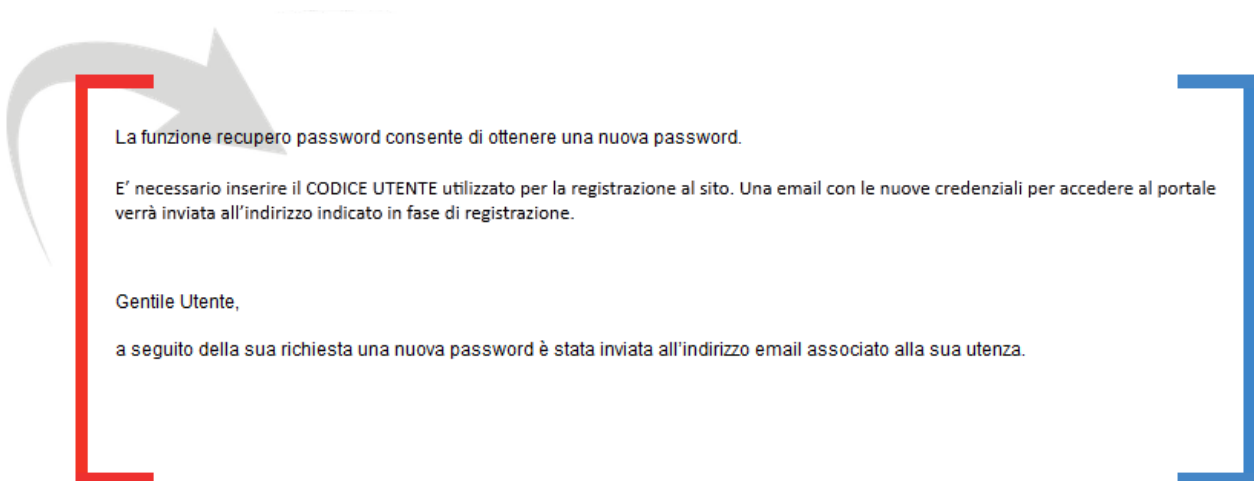 La funzione recupero password consente di ottenere una nuova password.
E' necessario inserire il CODICE UTENTE utilizzato per la registrazione al sito. Una email con le nuove credenziali per accedere al portale
verrà inviata all'indirizzo indicato in fase di registrazione.
Gentile Utente,
a seguito della sua richiesta una nuova password è stata inviata all'indirizzo email associato alla sua utenza.